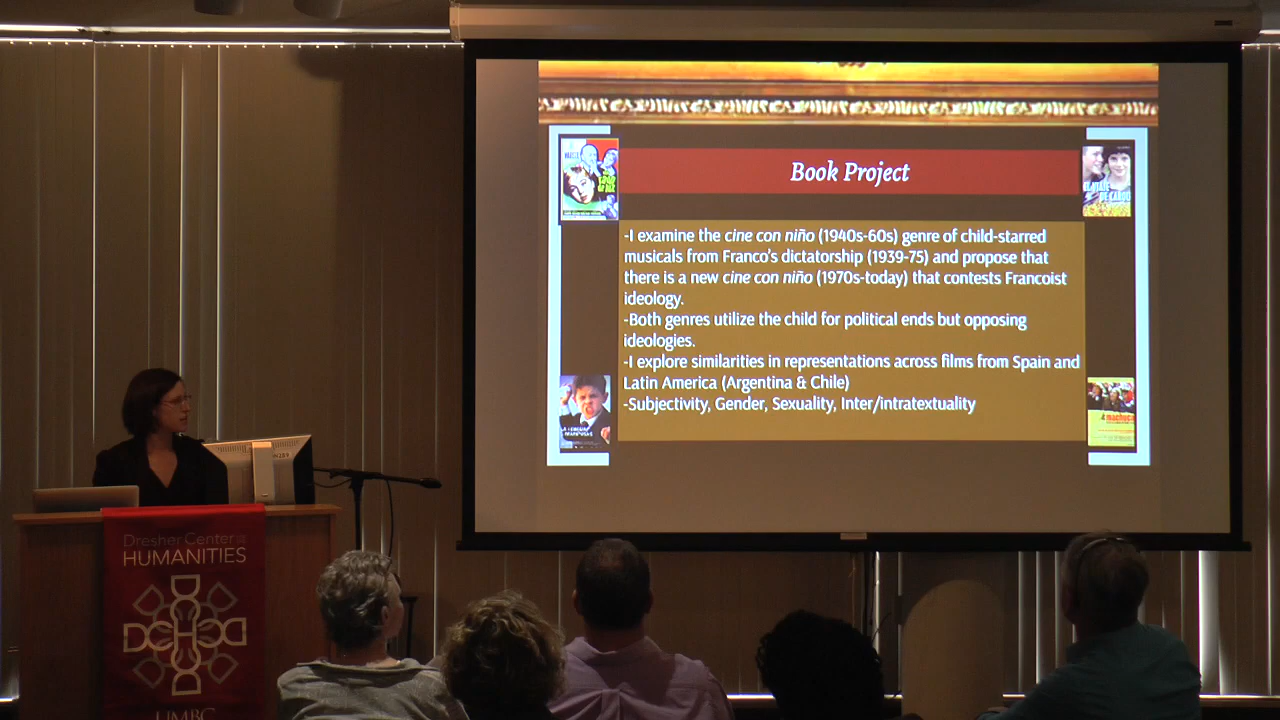 Book Project
-I examine the cine con niño (1940s-60s) genre of child-starred
musicals from Franco's dictatorship (1939-75) and propose that
there is a new cine con niño (1970s-today) that contests Francoist
ideology.
-Both genres utilize the child for political ends but opposing
ideologies.
-I explore similarities in representations across films from Spain and
Latin America (Argentina & Chile)
-Subjectivity, Gender, Sexuality, Inter/intratextuality
machuca
Dresher Center
HUMANITIES
DCH
UMBC